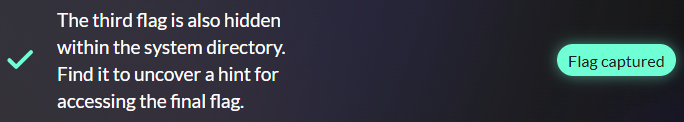 The third flag is also hidden
within the system directory.
Find it to uncover a hint for
accessing the final flag.
Flag captured